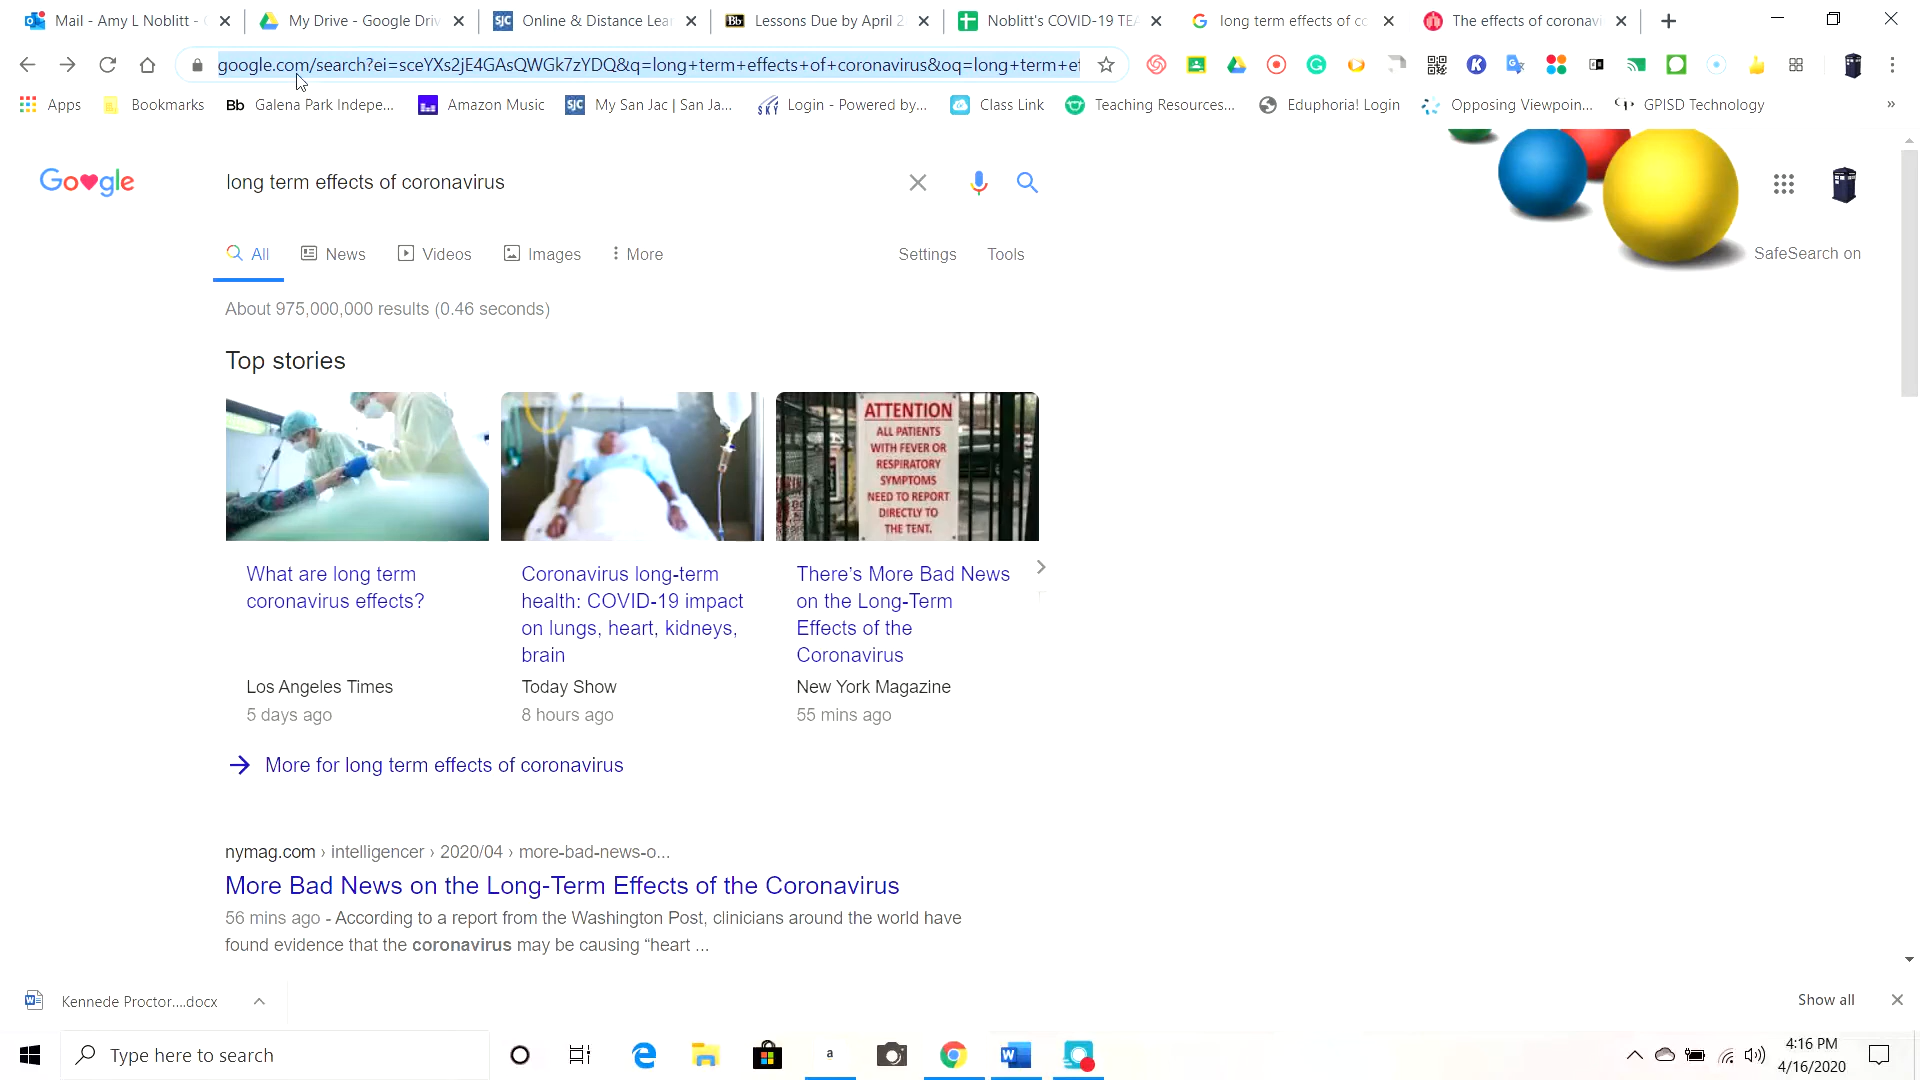 Mail - Amy L Noblitt -
My Drive - Google Driv
SJC Online & Distance Lear
Bb Lessons Due by April 2
Noblitt's COVID-19 TEA
long term effects of co
The effects of coronavi
google.com/search?ei=sceYXs2jE4GAsQWGk7zYDQ&q=long+term+effects+of+coronavirus&oq=long+term+ef
Apps
Bookmarks
Bb Galena Park Indepe...
Amazon Music
SJC My San Jac | San Ja...
SKY Login - Powered by...
Class Link
Teaching Resources...
Eduphoria! Login
Opposing Viewpoin...
GPISD Technology
»
Google
long term effects of coronavirus
All
News
Videos
Images
More
Settings
Tools
SafeSearch on
About 975,000,000 results (0.46 seconds)
Top stories
ATTENTION
ALL PATIENTS
WITH FEVER OR
RESPIRATORY
SYMPTOMS
NEED TO REPORT
DIRECTLY TO
THE TENT.
What are long term
coronavirus effects?
Los Angeles Times
5 days ago
Coronavirus long-term
health: COVID-19 impact
on lungs, heart, kidneys,
brain
Today Show
8 hours ago
There's More Bad News
on the Long-Term
Effects of the
Coronavirus
New York Magazine
55 mins ago
More for long term effects of coronavirus
nymag.com › intelligencer › 2020/04 › more-bad-news-o...
More Bad News on the Long-Term Effects of the Coronavirus
56 mins ago - According to a report from the Washington Post, clinicians around the world have
found evidence that the coronavirus may be causing “heart ...
Kennede Proctor....docx
Show all
Type here to search
a
4:16 PM
4/16/2020